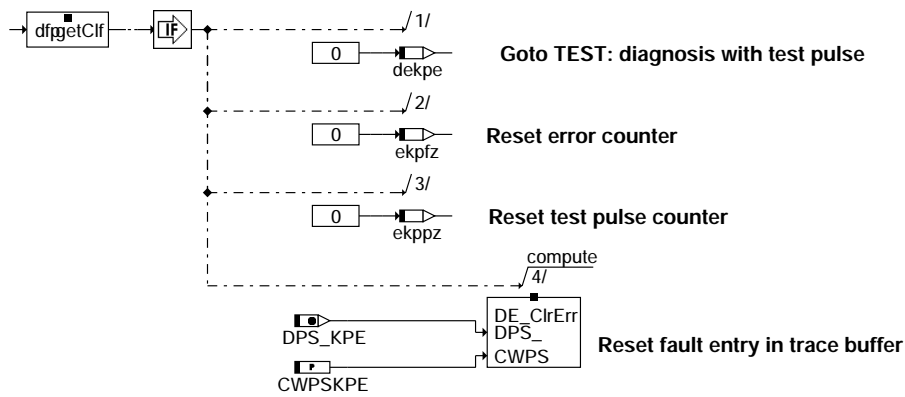 dfpgetClf
IF
1/
0
dekpe
Goto TEST: diagnosis with test pulse
2/
0
ekpfz
Reset error counter
3/
0
ekppz
Reset test pulse counter
compute
4/
DE_ClrErr
DPS_
CWPS
DPS_KPE
P
CWPSKPE
Reset fault entry in trace buffer